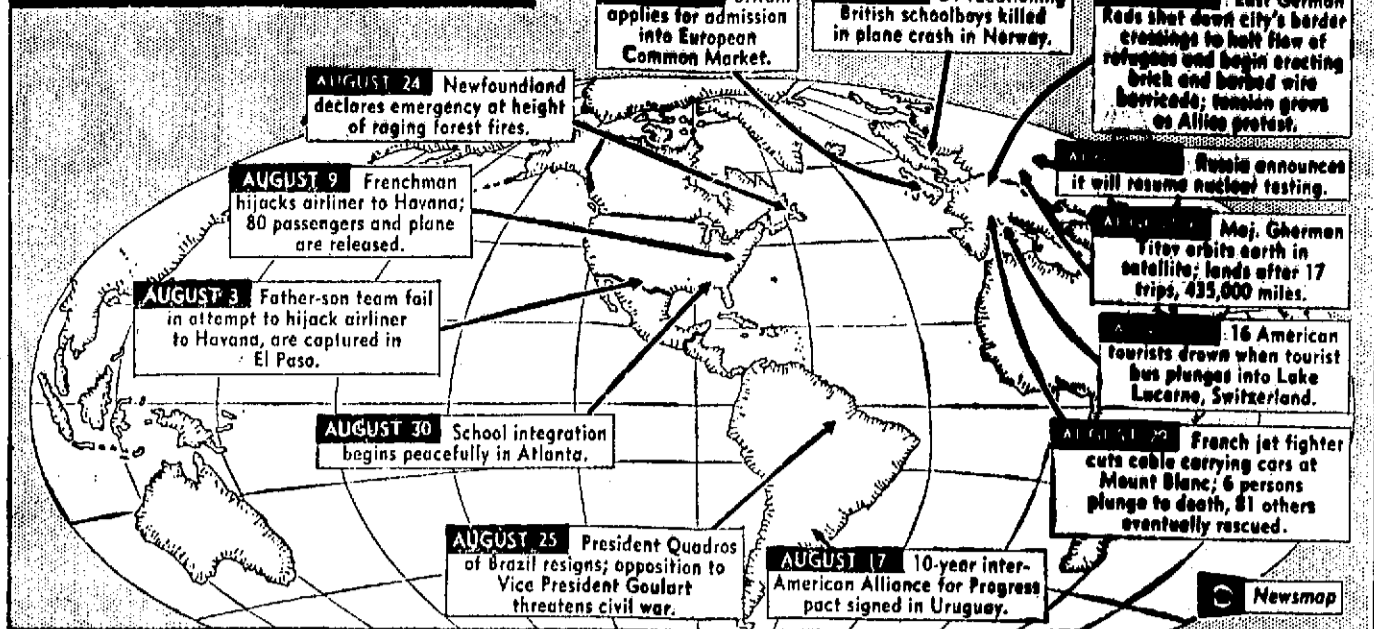 applies for admission
into European
Common Market.
British schoolboys killed
in plane crash in Norway.
East German
Reds shut down city's border
crossings to halt flow of
refugees and begin erecting
brick and barbed wire
barricade; tension grows
as Allies protest.
AUGUST 24 Newfoundland
declares emergency at height
of raging forest fires.
Russia announces
it will resume nuclear testing.
AUGUST 9 Frenchman
hijacks airliner to Havana;
80 passengers and plane
are released.
Maj. Gherman
Titov orbits earth in
satellite; lands after 17
trips, 435,000 miles.
AUGUST 3 Father-son team fail
in attempt to hijack airliner
to Havana, are captured in
El Paso.
16 American
tourists drown when tourist
bus plunges into Lake
Lucerne, Switzerland.
AUGUST 30 School integration
begins peacefully in Atlanta.
French jet fighter
cuts cable carrying cars at
Mount Blanc; 6 persons
plunge to death, 81 others
eventually rescued.
AUGUST 25 President Quadros
of Brazil resigns; opposition to
Vice President Goulart
threatens civil war.
AUGUST 17 10-year inter-
American Alliance for Progress
pact signed in Uruguay.
Newsmap